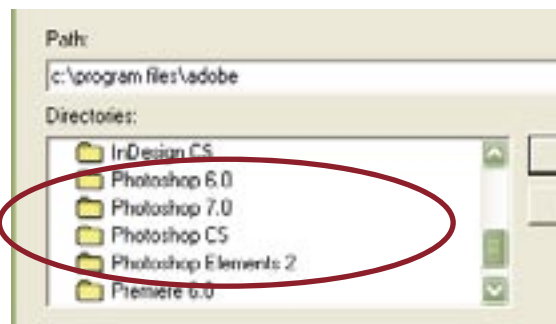 Path:
c:\program files\adobe
Directories:
InDesign CS
Photoshop 6.0
Photoshop 7.0
Photoshop CS
Photoshop Elements 2
Premiere 6.0